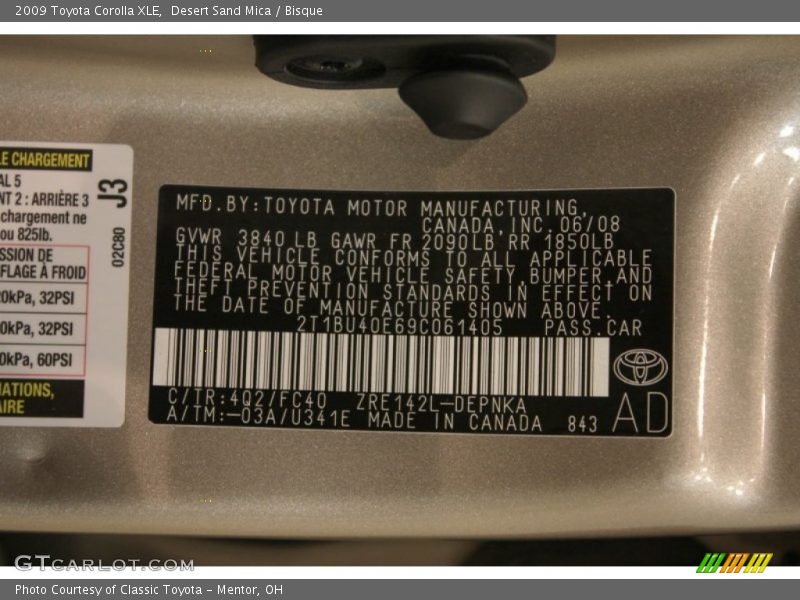 2009 Toyota Corolla XLE, Desert Sand Mica / Bisque
LE CHARGEMENT
AL 5
NT 2 : ARRIÈRE 3
chargement ne
ou 825lb.
SSION DE
FLAGE À FROID
0kPa, 32PSI
0kPa, 32PSI
0kPa, 60PSI
MATIONS,
AIRE
J3
02C80
MFD.BY:TOYOTA MOTOR MANUFACTURING,
CANADA,INC.06/08
GVWR 3840 LB GAWR FR 2090LB RR 1850LB
THIS VEHICLE CONFORMS TO ALL APPLICABLE
FEDERAL MOTOR VEHICLE SAFETY,BUMPER AND
THEFT PREVENTION STANDARDS IN EFFECT ON
THE DATE OF MANUFACTURE SHOWN ABOVE.
2T1BU40E69C061405 PASS.CAR
C/TR:4Q2/FC40 ZRE142L-DEPNKA
A/TM:-03A/U341E MADE IN CANADA 843
AD
GTCARLOT.COM
Photo Courtesy of Classic Toyota - Mentor, OH